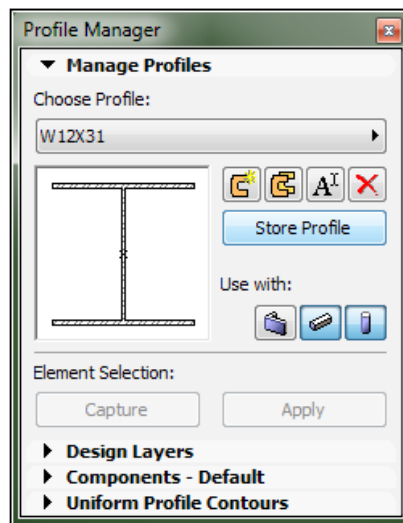 Profile Manager
Manage Profiles
Choose Profile:
W12X31
Store Profile
Use with:
Element Selection:
Capture Apply
Design Layers
Components - Default
Uniform Profile Contours